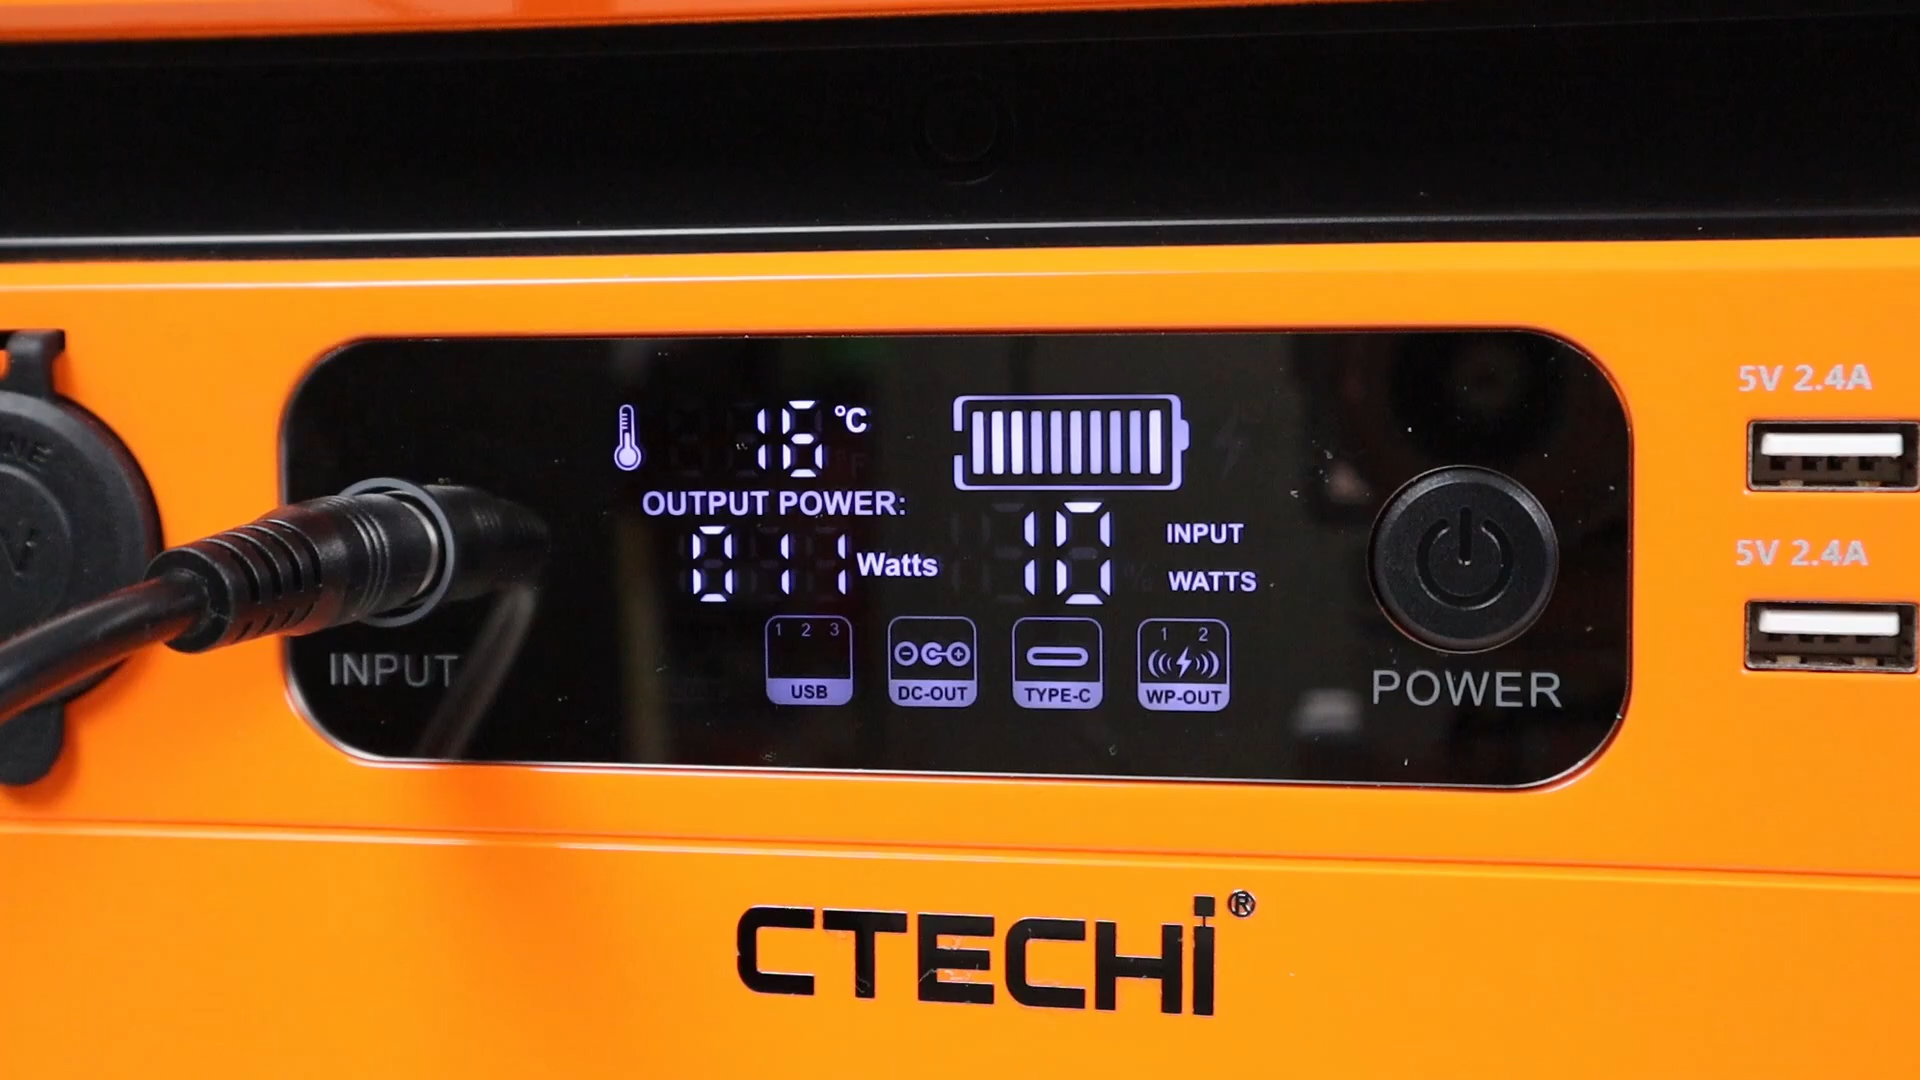 5V 2.4A
16 °C
OUTPUT POWER:
011 Watts
10 INPUT WATTS
5V 2.4A
1 2 3
USB
DC-OUT
TYPE-C
1 2
WP-OUT
INPUT
POWER
CTECHi®